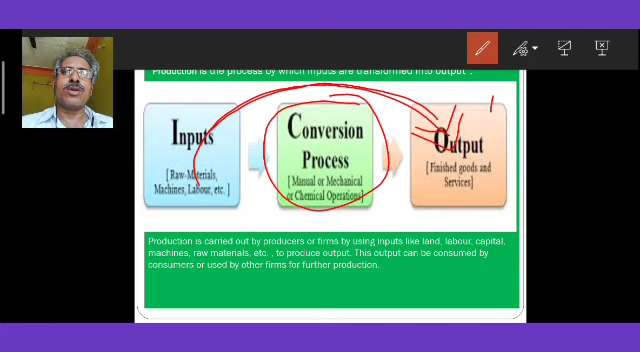 Production is the process by which inputs are transformed into output .
Inputs
[ Raw-Materials,
Machines, Labour, etc. ]
Conversion
Process
[ Manual or Mechanical
or Chemical Operations]
Output
[ Finished goods and
Services]
Production is carried out by producers or firms by using inputs like land, labour, capital,
machines, raw materials, etc. , to produce output. This output can be consumed by
consumers or used by other firms for further production.